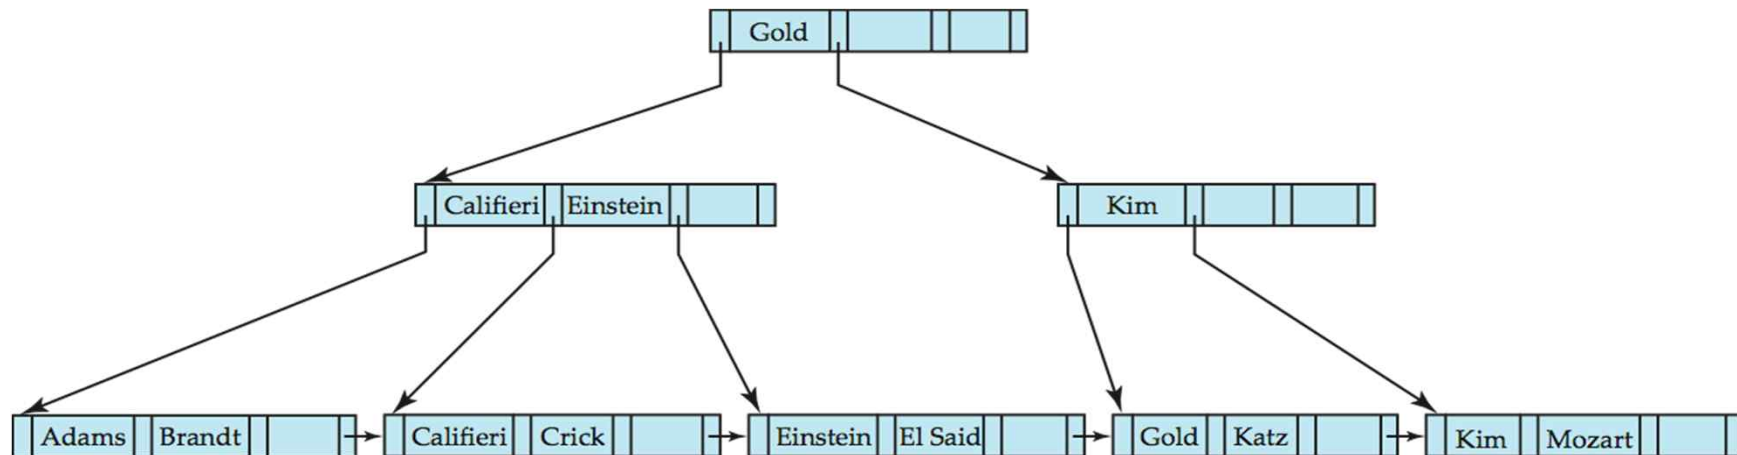 Gold
Califieri Einstein
Kim
Adams Brandt
Califieri Crick
Einstein El Said
Gold Katz
Kim Mozart